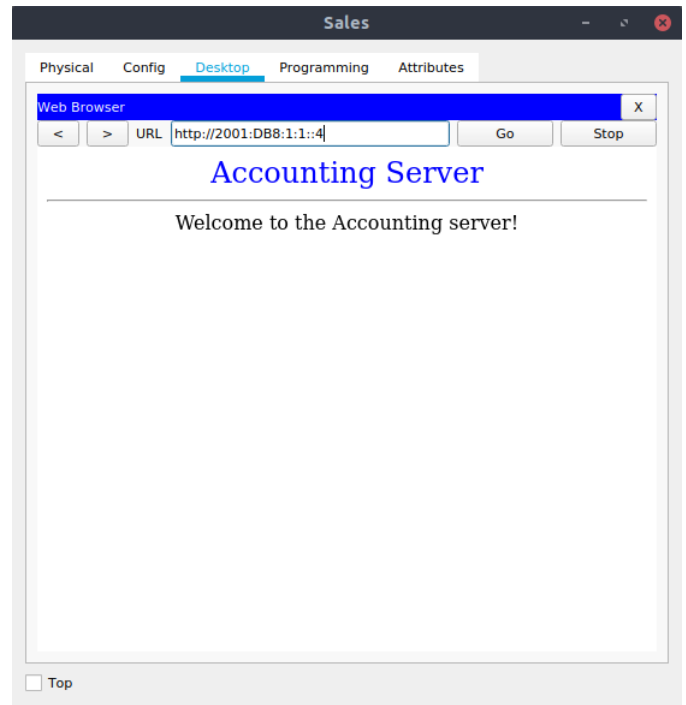 Sales
Physical Config Desktop Programming Attributes
Web Browser X
< > URL http://2001:DB8:1:1::4 Go Stop
Accounting Server
Welcome to the Accounting server!
Top